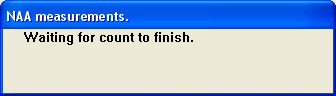 NAA measurements.
Waiting for count to finish.